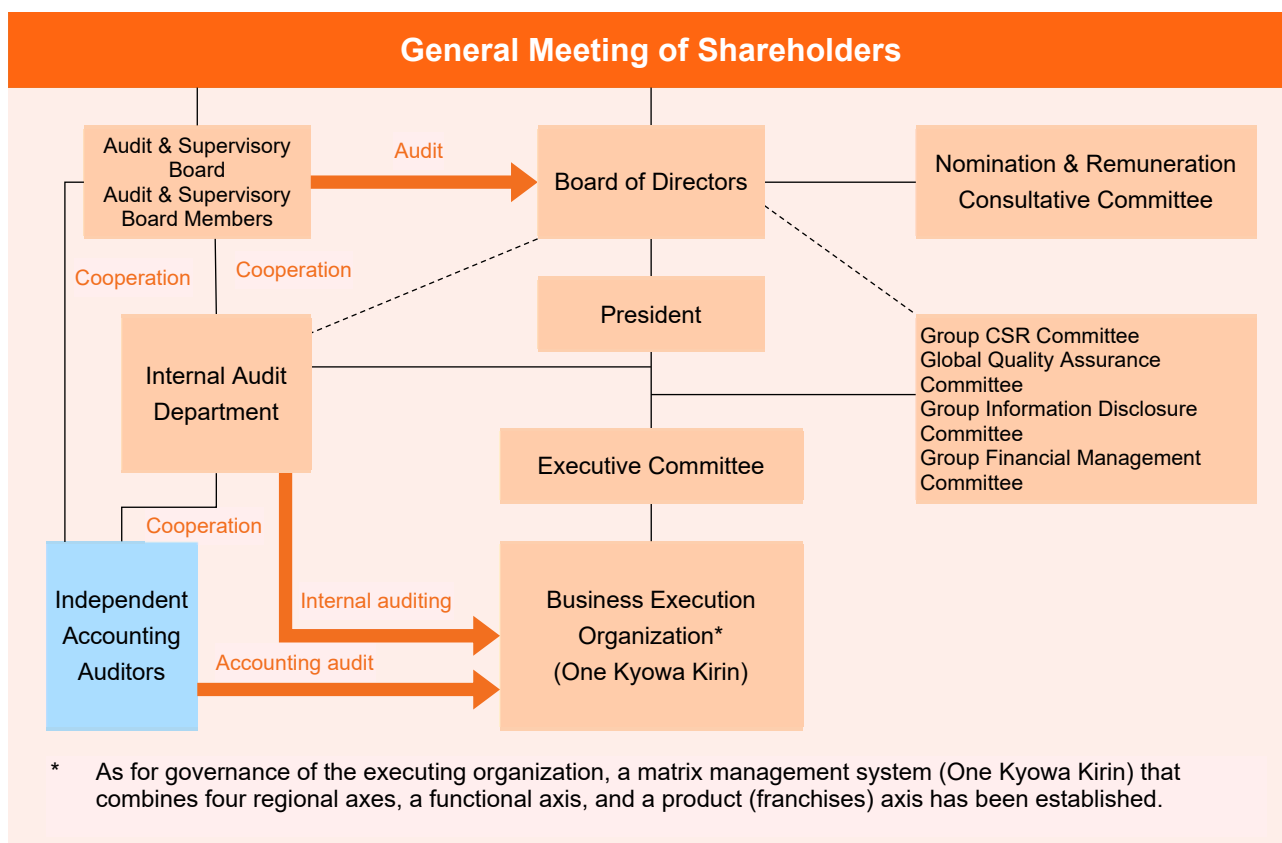 General Meeting of Shareholders
Audit & Supervisory
Board
Audit & Supervisory
Board Members
Audit
Board of Directors
Nomination & Remuneration
Consultative Committee
Cooperation
Cooperation
President
Internal Audit
Department
Group CSR Committee
Global Quality Assurance
Committee
Group Information Disclosure
Committee
Group Financial Management
Committee
Executive Committee
Cooperation
Independent
Accounting
Auditors
Internal auditing
Accounting audit
Business Execution
Organization*
(One Kyowa Kirin)
* As for governance of the executing organization, a matrix management system (One Kyowa Kirin) that
combines four regional axes, a functional axis, and a product (franchises) axis has been established.